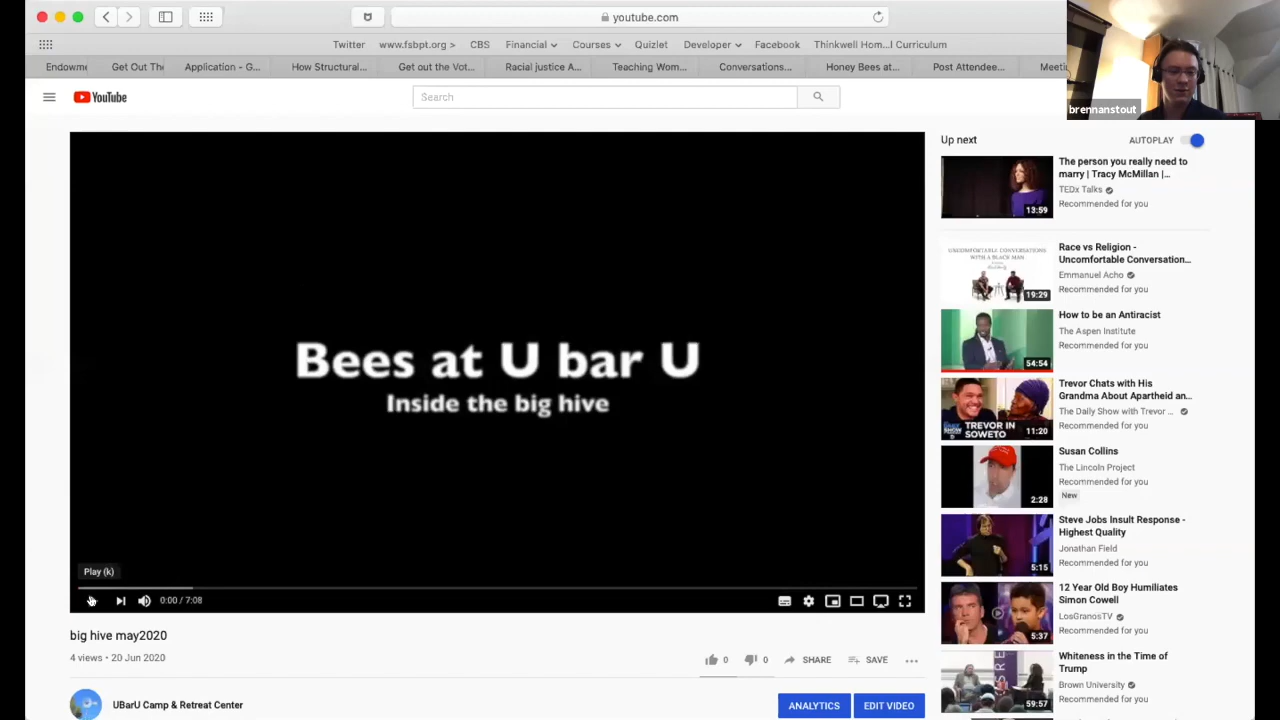 youtube.com
Twitter www.fsbpt.org > CBS Financial Courses Quizlet Developer Facebook Thinkwell Hom...l Curriculum
Endowme Get Out The Application - G... How Structural... Get out the Vot... Racial justice A... Teaching Wom... Conversations... Honey Bees at... Post Attendee... Meeti
brennanstout
YouTube
Search
Up next
AUTOPLAY
Bees at U bar U
Inside the big hive
Play (k)
0:00 / 7:08
big hive may2020
4 views • 20 Jun 2020
0 0 SHARE SAVE
UBarU Camp & Retreat Center
ANALYTICS EDIT VIDEO
The person you really need to
marry | Tracy McMillan |...
TEDx Talks
Recommended for you
13:59
UNCOMFORTABLE CONVERSATIONS
WITH A BLACK MAN
19:29
Race vs Religion -
Uncomfortable Conversation...
Emmanuel Acho
Recommended for you
54:54
How to be an Antiracist
The Aspen Institute
Recommended for you
TREVOR IN
SOWETO
11:20
Trevor Chats with His
Grandma About Apartheid an...
The Daily Show with Trevor ...
Recommended for you
2:28
Susan Collins
The Lincoln Project
Recommended for you
New
5:15
Steve Jobs Insult Response -
Highest Quality
Jonathan Field
Recommended for you
5:37
12 Year Old Boy Humiliates
Simon Cowell
LosGranosTV
Recommended for you
59:57
Whiteness in the Time of
Trump
Brown University
Recommended for you